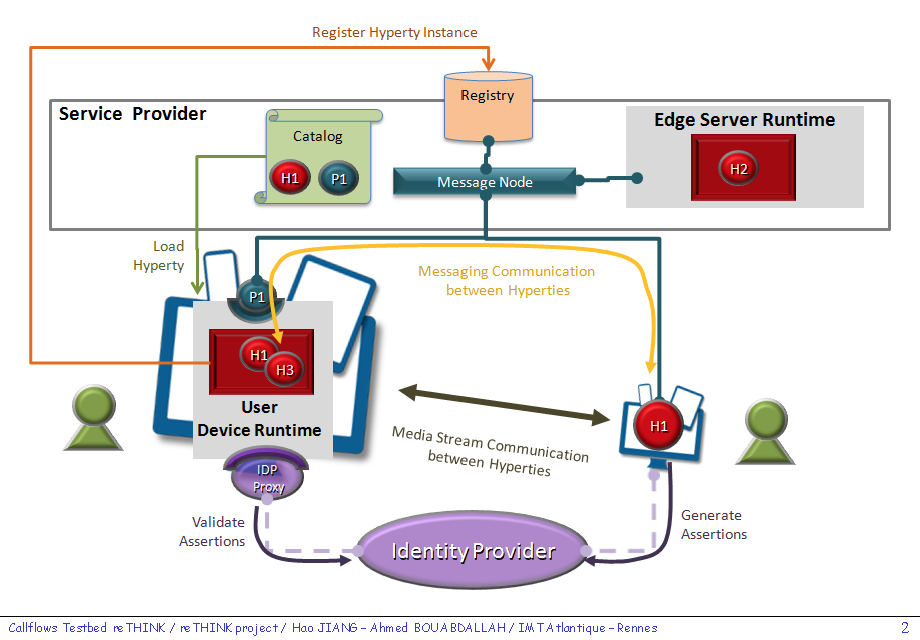 Register Hyperty Instance
Registry
Service Provider
Edge Server Runtime
Catalog
H1
P1
H2
Message Node
Load
Hyperty
Messaging Communication
between Hyperties
P1
H1
H3
User
Device Runtime
H1
Media Stream Communication
between Hyperties
IDP
Proxy
Validate
Assertions
Generate
Assertions
Identity Provider
Callflows Testbed reTHINK / reTHINK project / Hao JIANG – Ahmed BOUABDALLAH / IMT Atlantique – Rennes
2